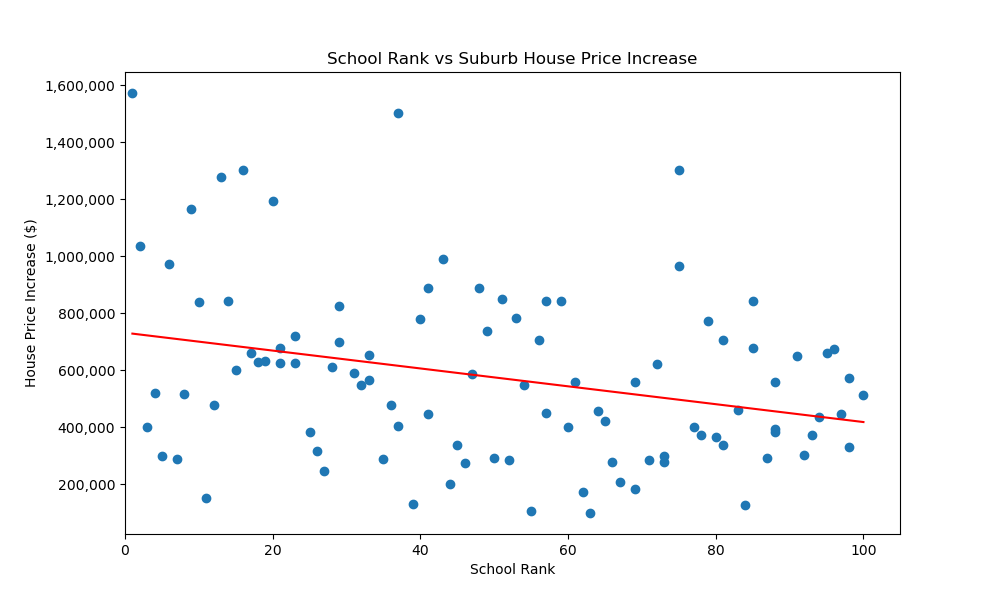 School Rank vs Suburb House Price Increase
1,600,000
1,400,000
1,200,000
1,000,000
800,000
600,000
400,000
200,000
House Price Increase ($)
0 20 40 60 80 100
School Rank